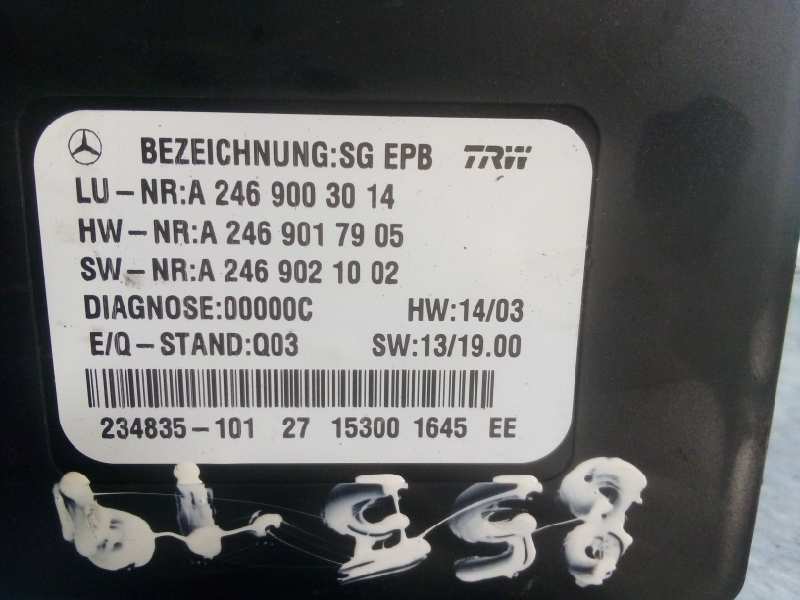 BEZEICHNUNG:SG EPB TRW
LU-NR:A 246 900 30 14
HW-NR:A 246 901 79 05
SW-NR:A 246 902 10 02
DIAGNOSE:00000C HW:14/03
E/Q-STAND:Q03 SW:13/19.00
234835-101 27 15300 1645 EE